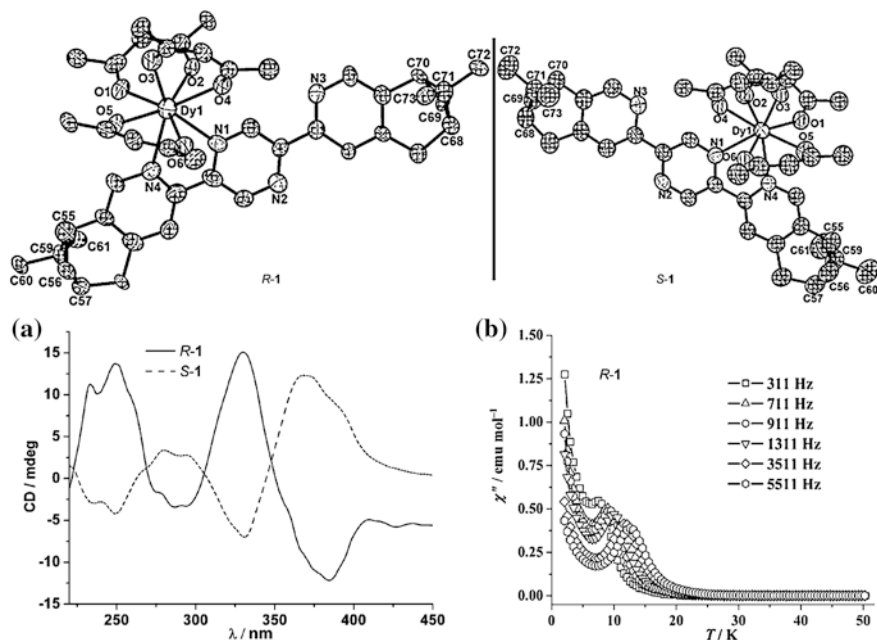 O3
O2
O1
O4
O5
Dy1
O6
N1
N4
N2
N3
C70
C72
C71
C73
C69
C68
C55
C59
C61
C60
C56
C57
R-1
C72
C70
C71
C69
C73
C68
N3
O2
O3
O4
O1
Dy1
O5
N1
O6
N2
N4
C55
C61
C59
C56
C60
C57
S-1
(a)
R-1
S-1
15
10
5
0
-5
-10
-15
CD / mdeg
250
300
350
400
450
λ / nm
(b)
R-1
311 Hz
711 Hz
911 Hz
1311 Hz
3511 Hz
5511 Hz
1.50
1.25
1.00
0.75
0.50
0.25
0.00
χ″ / emu mol⁻¹
0
10
20
30
40
50
T / K